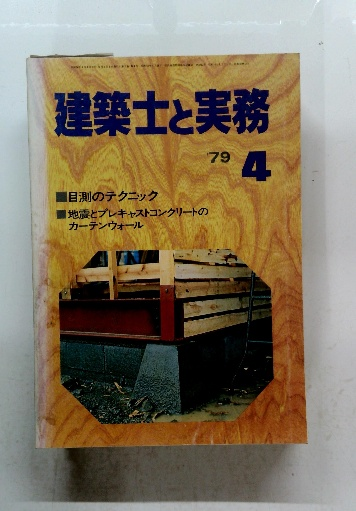 建築士と実務
'79 4
■目測のテクニック
■地震とプレキャストコンクリートの
カーテンウォール